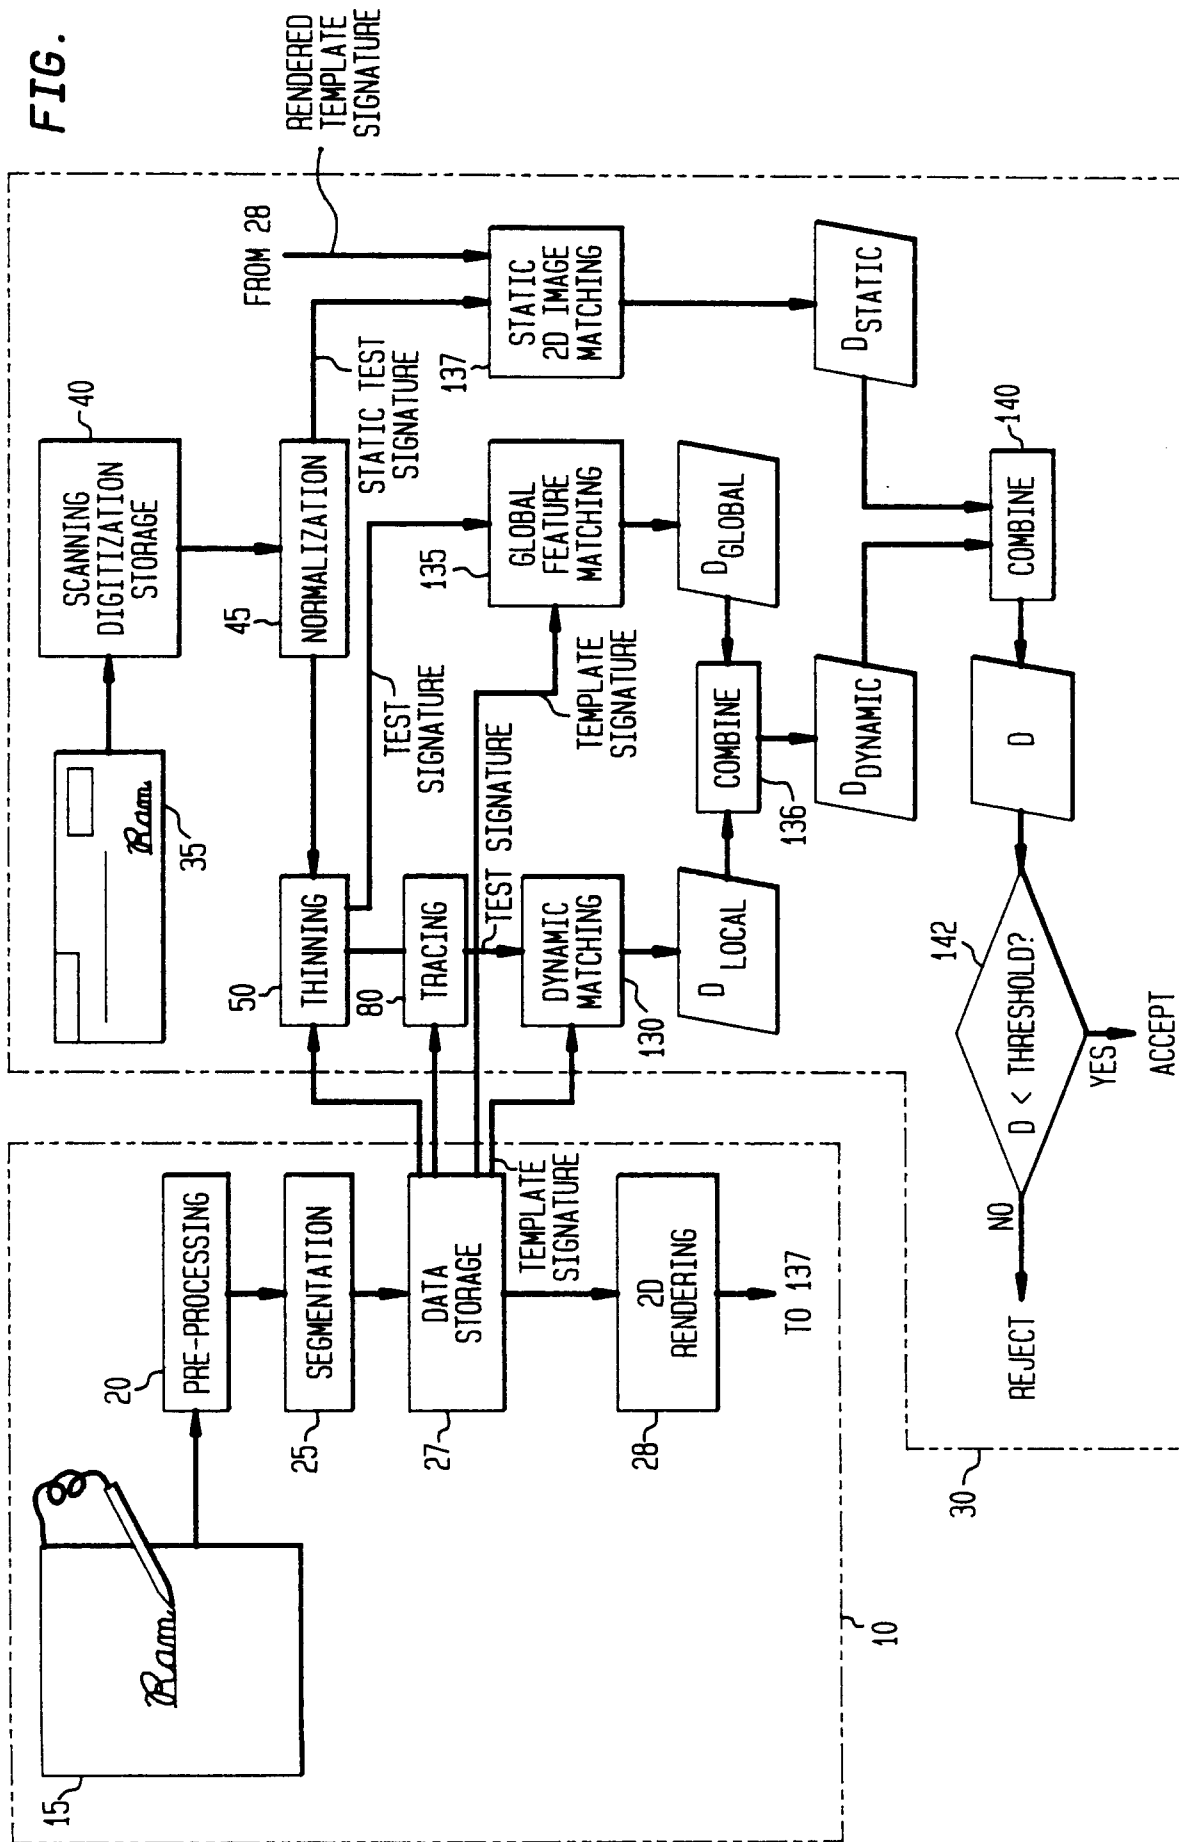 FIG.
15
Ram
20
PRE-PROCESSING
25
SEGMENTATION
27
DATA
STORAGE
TEMPLATE
SIGNATURE
28
2D
RENDERING
TO 137
10
35
Ram
40
SCANNING
DIGITIZATION
STORAGE
45
NORMALIZATION
STATIC TEST
SIGNATURE
FROM 28
RENDERED
TEMPLATE
SIGNATURE
50
THINNING
TEST
SIGNATURE
80
TRACING
TEST SIGNATURE
TEMPLATE
SIGNATURE
130
DYNAMIC
MATCHING
135
GLOBAL
FEATURE
MATCHING
137
STATIC
2D IMAGE
MATCHING
D LOCAL
D GLOBAL
D STATIC
COMBINE
136
D DYNAMIC
140
COMBINE
D
142
D < THRESHOLD?
NO
REJECT
YES
ACCEPT
30